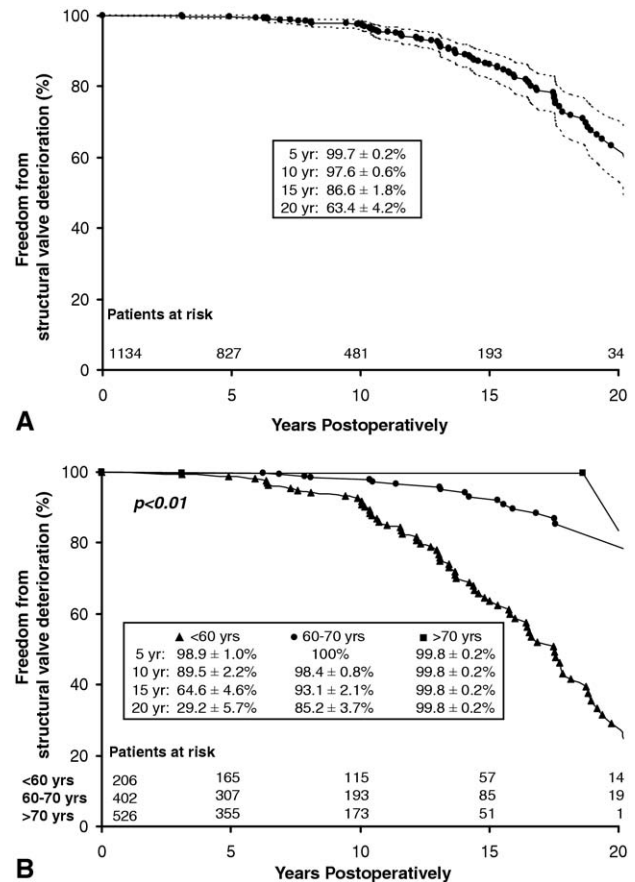 100
80
60
40
20
0
Freedom from
structural valve deterioration (%)
5 yr: 99.7 ± 0.2%
10 yr: 97.6 ± 0.6%
15 yr: 86.6 ± 1.8%
20 yr: 63.4 ± 4.2%
Patients at risk
1134 827 481 193 34
0 5 10 15 20
A Years Postoperatively
100
80
60
40
20
0
Freedom from
structural valve deterioration (%)
p<0.01
<60 yrs 60-70 yrs >70 yrs
5 yr: 98.9 ± 1.0% 100% 99.8 ± 0.2%
10 yr: 89.5 ± 2.2% 98.4 ± 0.8% 99.8 ± 0.2%
15 yr: 64.6 ± 4.6% 93.1 ± 2.1% 99.8 ± 0.2%
20 yr: 29.2 ± 5.7% 85.2 ± 3.7% 99.8 ± 0.2%
Patients at risk
<60 yrs 206 165 115 57 14
60-70 yrs 402 307 193 85 19
>70 yrs 526 355 173 51 1
0 5 10 15 20
B Years Postoperatively